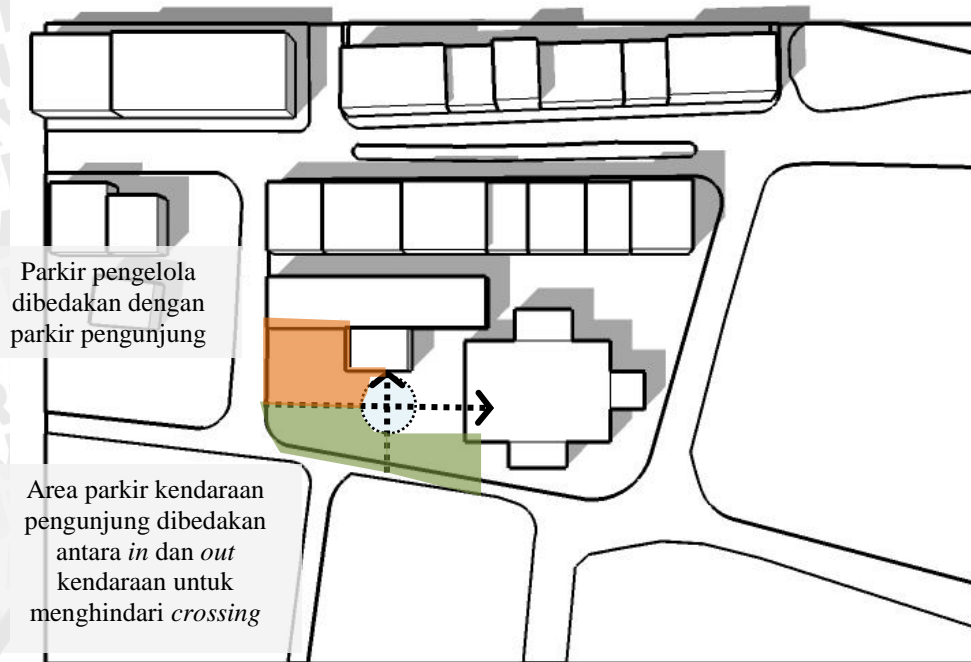 Parkir pengelola
dibedakan dengan
parkir pengunjung
Area parkir kendaraan
pengunjung dibedakan
antara in dan out
kendaraan untuk
menghindari crossing